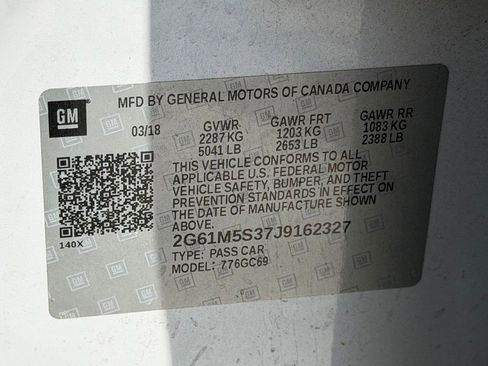 GM
MFD BY GENERAL MOTORS OF CANADA COMPANY
03/18 GVWR GAWR FRT GAWR RR
2287 KG 1203 KG 1083 KG
5041 LB 2653 LB 2388 LB
THIS VEHICLE CONFORMS TO ALL
APPLICABLE U.S. FEDERAL MOTOR
VEHICLE SAFETY, BUMPER, AND THEFT
PREVENTION STANDARDS IN EFFECT ON THE
DATE OF MANUFACTURE SHOWN ABOVE.
140X
2G61M5S37J9162327
TYPE: PASS CAR
MODEL: 776GC69